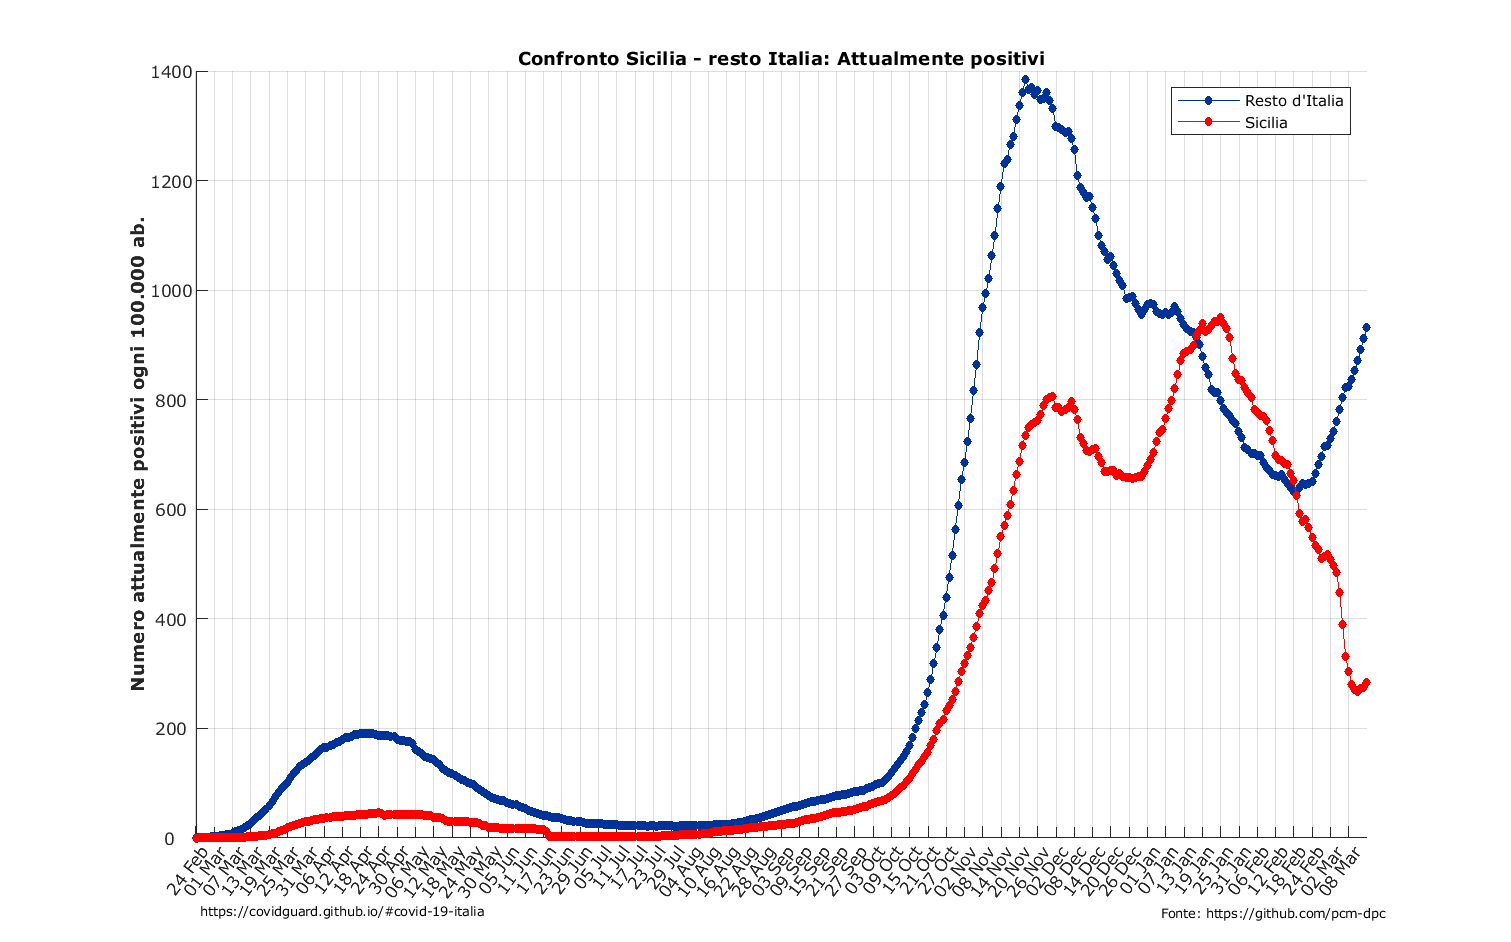 Confronto Sicilia - resto Italia: Attualmente positivi
Numero attualmente positivi ogni 100.000 ab.
1400
1200
1000
800
600
400
200
0
Resto d'Italia
Sicilia
24 Feb
01 Mar
07 Mar
13 Mar
19 Mar
25 Mar
31 Mar
06 Apr
12 Apr
18 Apr
24 Apr
30 Apr
06 May
12 May
18 May
24 May
30 May
05 Jun
11 Jun
17 Jun
23 Jun
29 Jun
05 Jul
11 Jul
17 Jul
23 Jul
29 Jul
04 Aug
10 Aug
16 Aug
22 Aug
28 Aug
03 Sep
09 Sep
15 Sep
21 Sep
27 Sep
03 Oct
09 Oct
15 Oct
21 Oct
27 Oct
02 Nov
08 Nov
14 Nov
20 Nov
26 Nov
02 Dec
08 Dec
14 Dec
20 Dec
26 Dec
01 Jan
07 Jan
13 Jan
19 Jan
25 Jan
31 Jan
06 Feb
12 Feb
18 Feb
24 Feb
02 Mar
08 Mar
https://covidguard.github.io/#covid-19-italia
Fonte: https://github.com/pcm-dpc